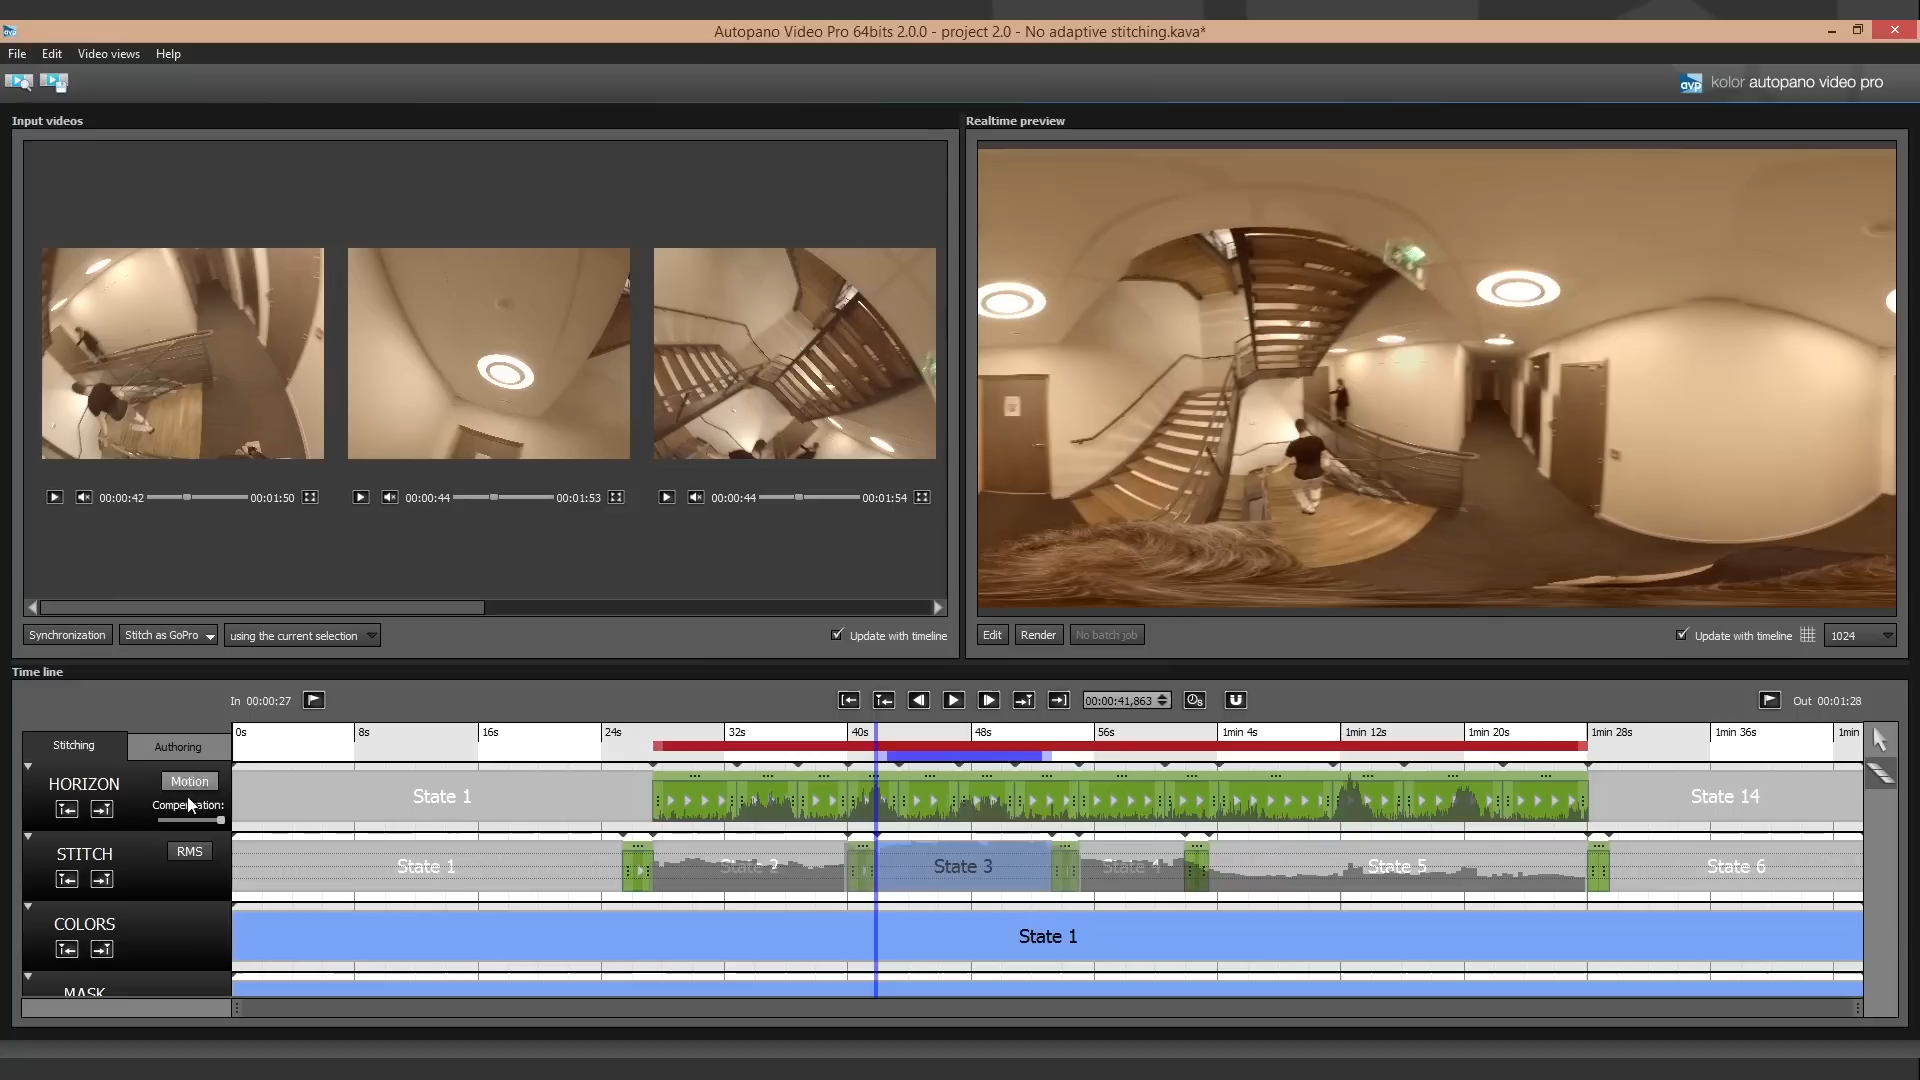 Autopano Video Pro 64bits 2.0.0 - project 2.0 - No adaptive stitching.kava*
File Edit Video views Help
avp kolor autopano video pro
Input videos
Realtime preview
00:00:42 00:01:50
00:00:44 00:01:53
00:00:44 00:01:54
Synchronization Stitch as GoPro using the current selection Update with timeline
Edit Render No batch job Update with timeline 1024
Time line
In 00:00:27 00:00:41,863 Out 00:01:28
Stitching Authoring
0s 8s 16s 24s 32s 40s 48s 56s 1min 4s 1min 12s 1min 20s 1min 28s 1min 36s 1min
HORIZON Motion
Compensation:
State 1 State 14
STITCH RMS
State 1 State 2 State 3 State 4 State 5 State 6
COLORS
State 1
MASK